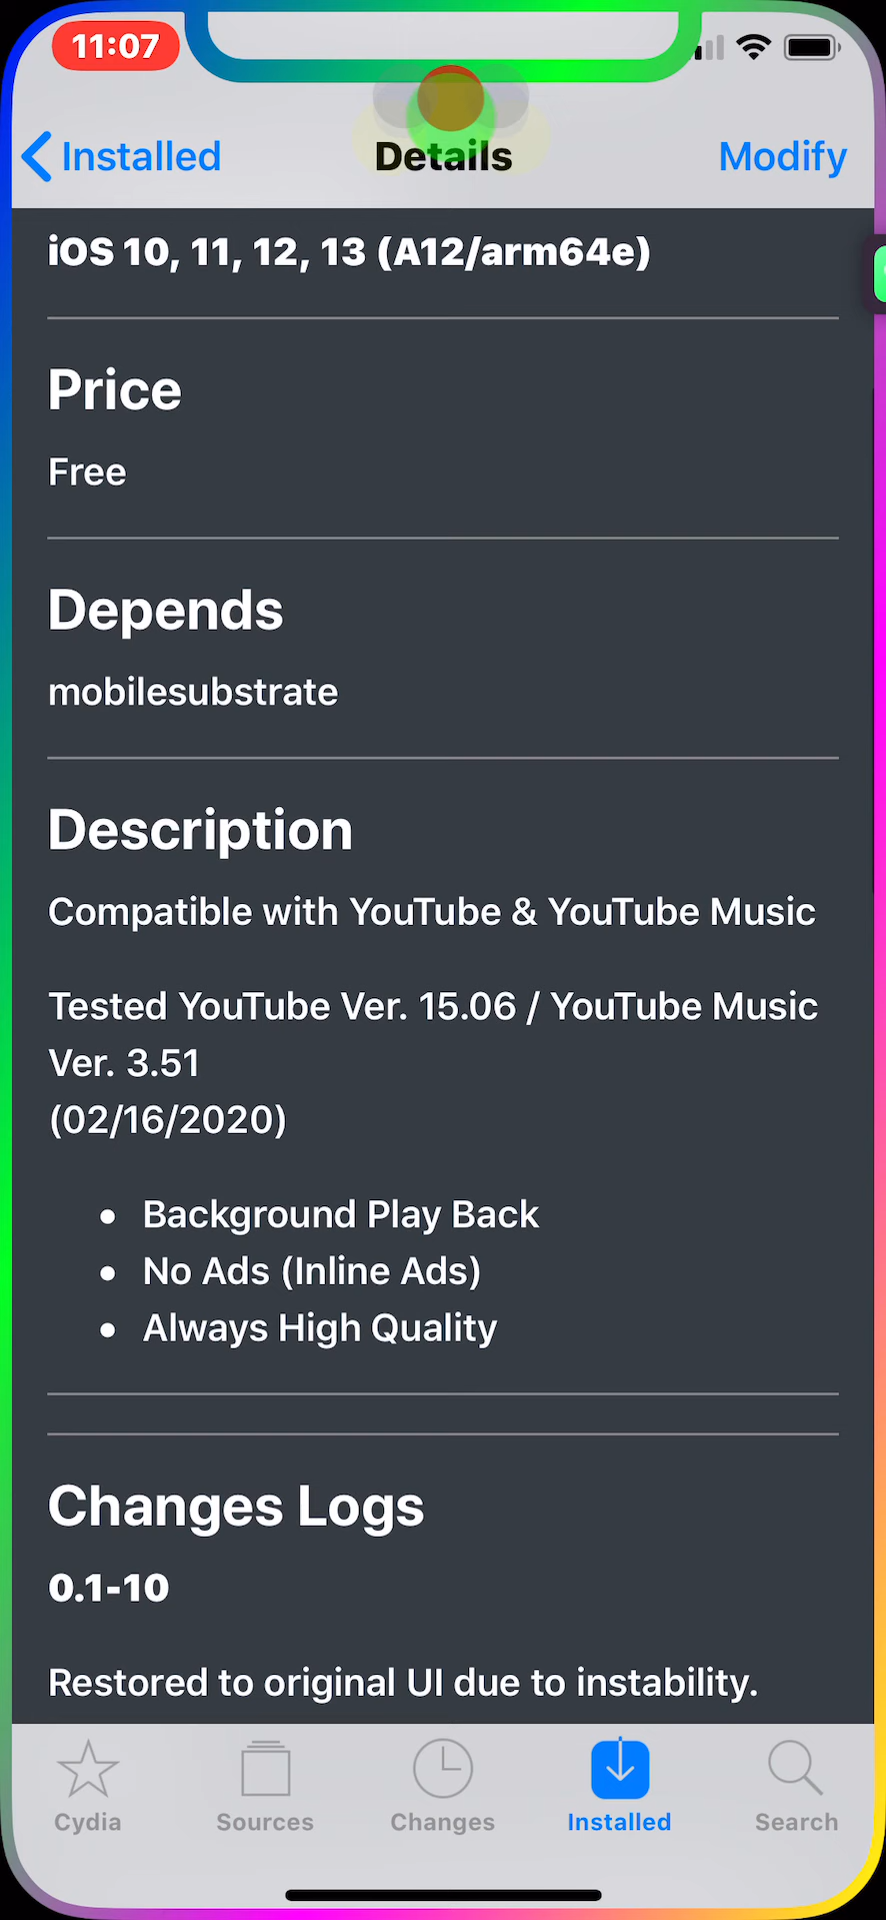 11:07
Installed
Details
Modify
iOS 10, 11, 12, 13 (A12/arm64e)
Price
Free
Depends
mobilesubstrate
Description
Compatible with YouTube & YouTube Music
Tested YouTube Ver. 15.06 / YouTube Music
Ver. 3.51
(02/16/2020)
• Background Play Back
• No Ads (Inline Ads)
• Always High Quality
Changes Logs
0.1-10
Restored to original UI due to instability.
Cydia
Sources
Changes
Installed
Search